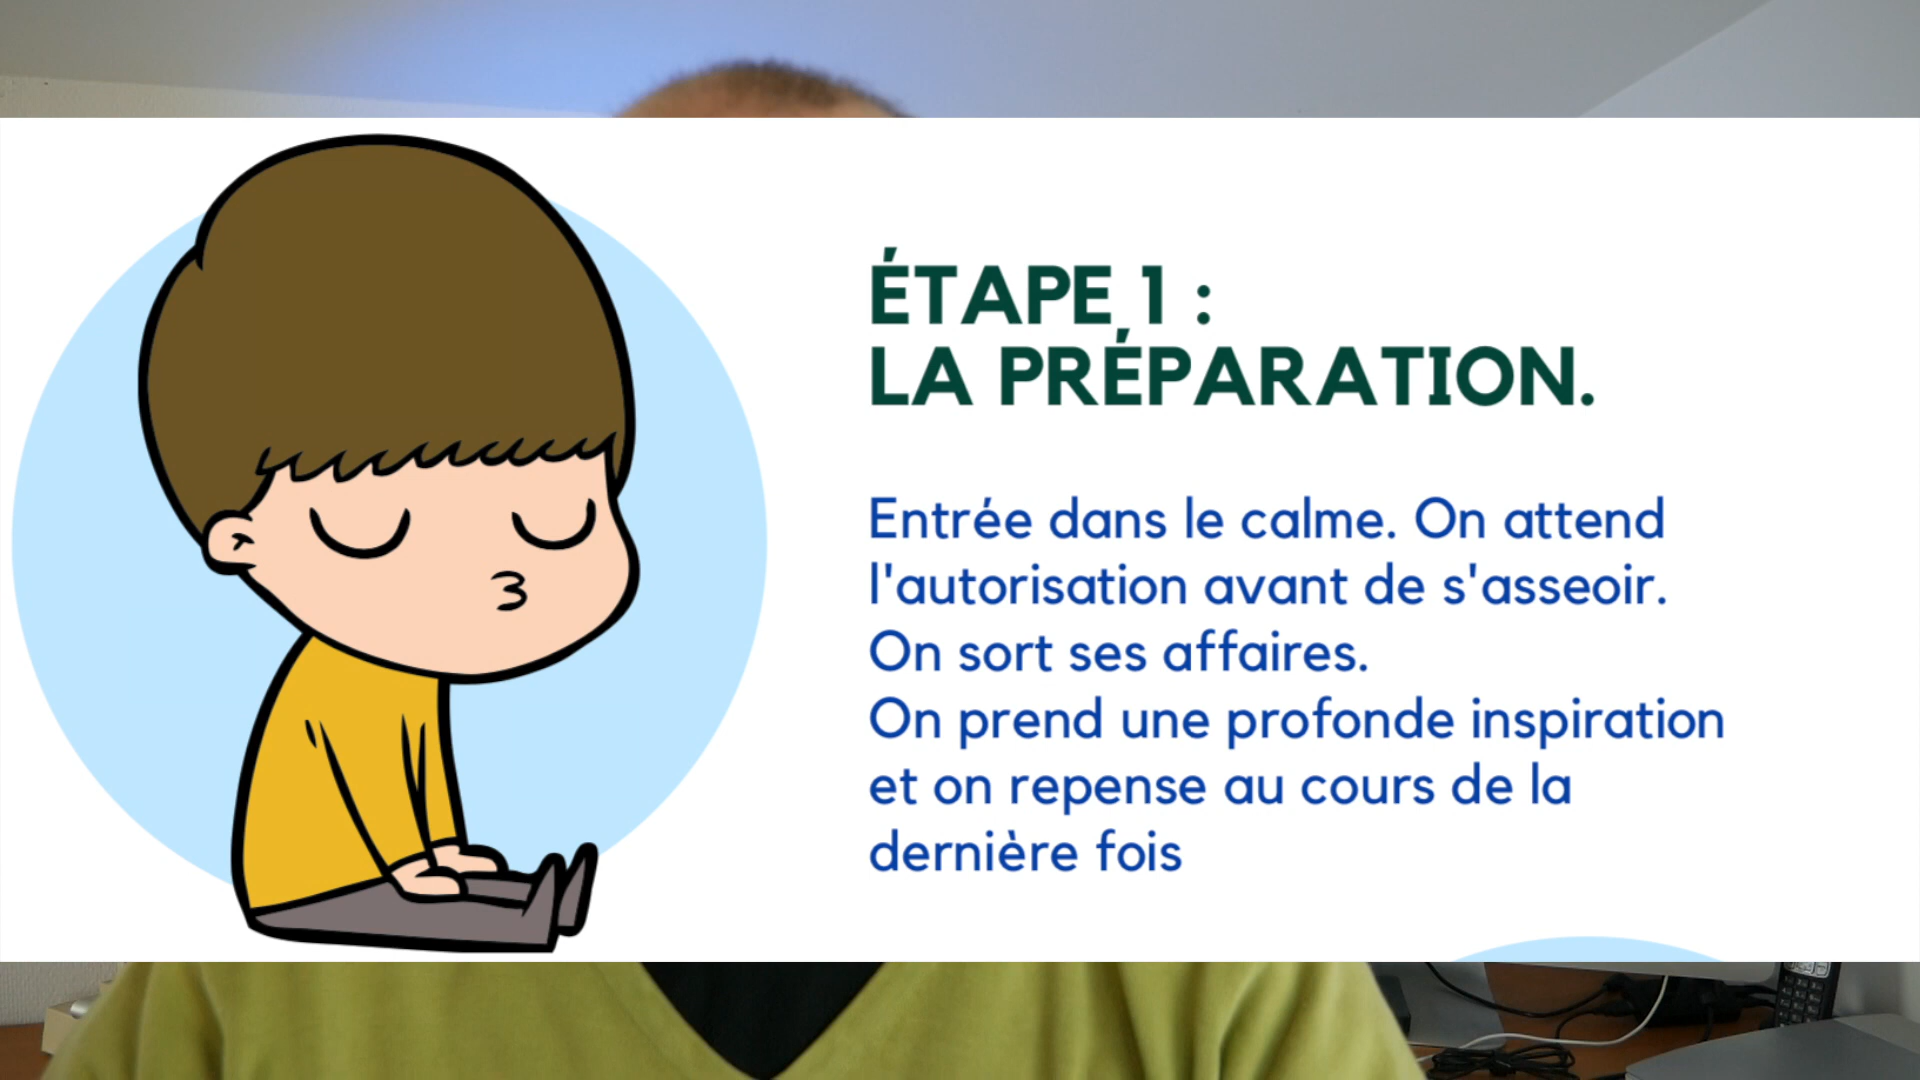 ÉTAPE 1 :
LA PRÉPARATION.
Entrée dans le calme. On attend
l'autorisation avant de s'asseoir.
On sort ses affaires.
On prend une profonde inspiration
et on repense au cours de la
dernière fois